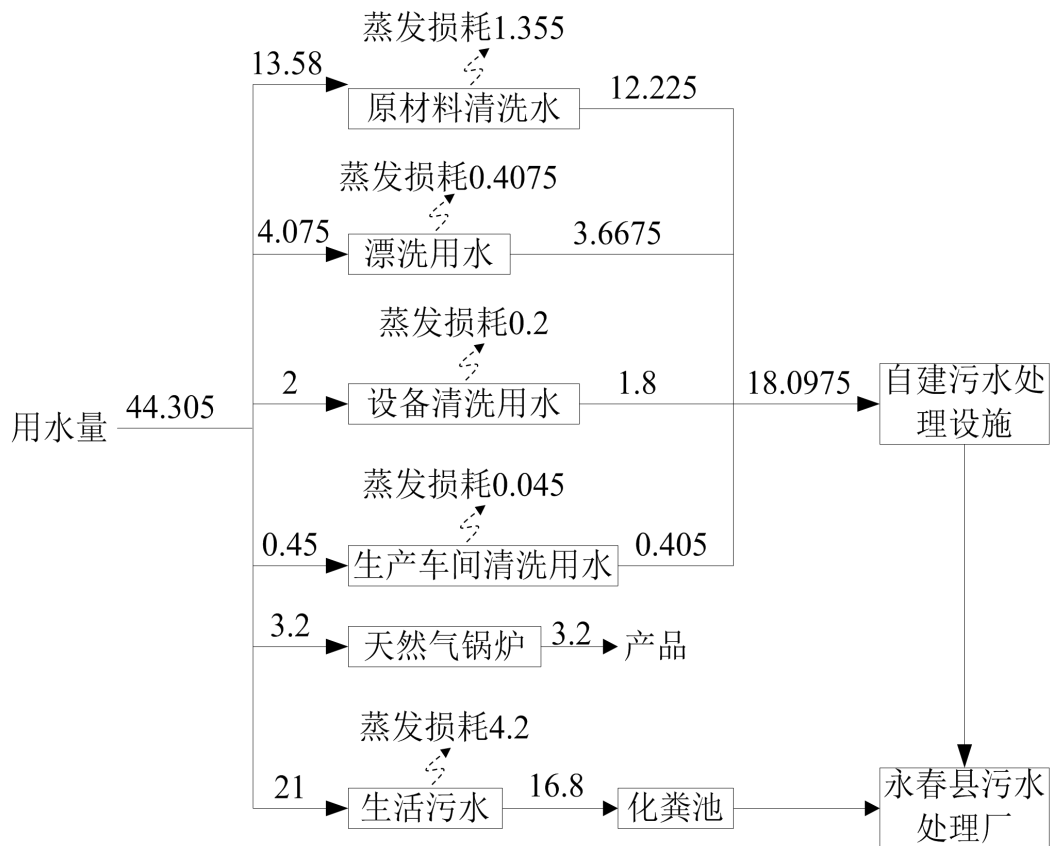 蒸发损耗1.355
13.58
原材料清洗水
12.225
蒸发损耗0.4075
4.075
漂洗用水
3.6675
蒸发损耗0.2
2
设备清洗用水
1.8
18.0975
自建污水处
理设施
用水量
44.305
蒸发损耗0.045
0.45
生产车间清洗用水
0.405
3.2
天然气锅炉
3.2
产品
蒸发损耗4.2
21
生活污水
16.8
化粪池
永春县污水
处理厂